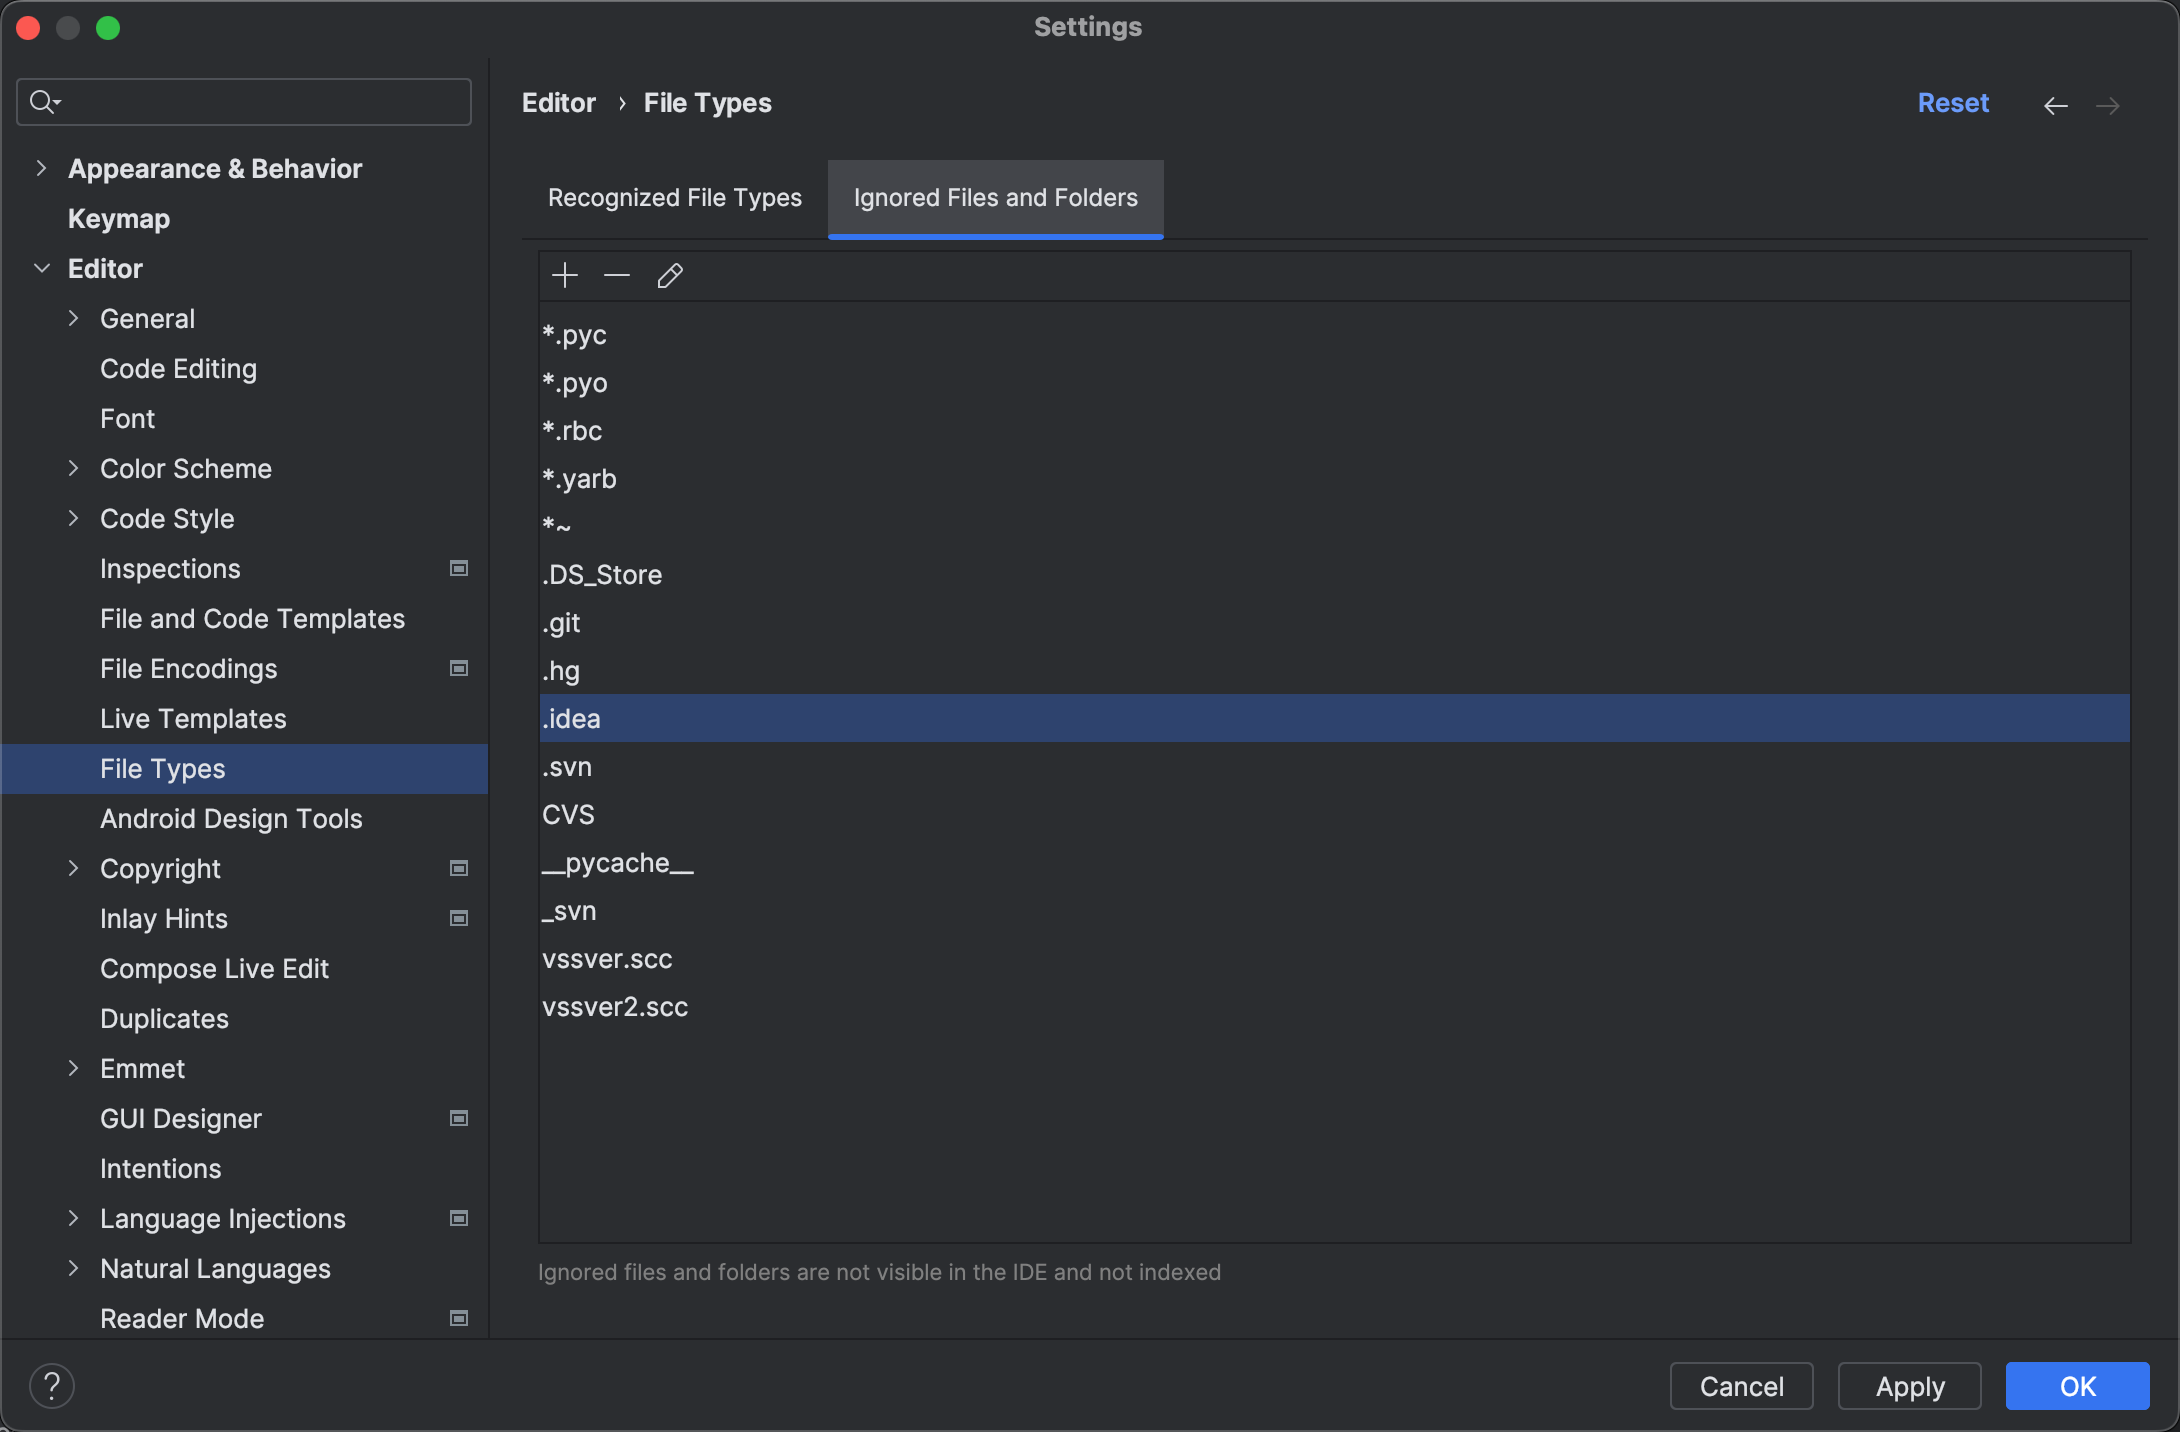 Settings
Appearance & Behavior
Keymap
Editor
General
Code Editing
Font
Color Scheme
Code Style
Inspections
File and Code Templates
File Encodings
Live Templates
File Types
Android Design Tools
Copyright
Inlay Hints
Compose Live Edit
Duplicates
Emmet
GUI Designer
Intentions
Language Injections
Natural Languages
Reader Mode
Editor › File Types
Reset
Recognized File Types
Ignored Files and Folders
*.pyc
*.pyo
*.rbc
*.yarb
*~
.DS_Store
.git
.hg
.idea
.svn
CVS
__pycache__
_svn
vssver.scc
vssver2.scc
Ignored files and folders are not visible in the IDE and not indexed
?
Cancel
Apply
OK